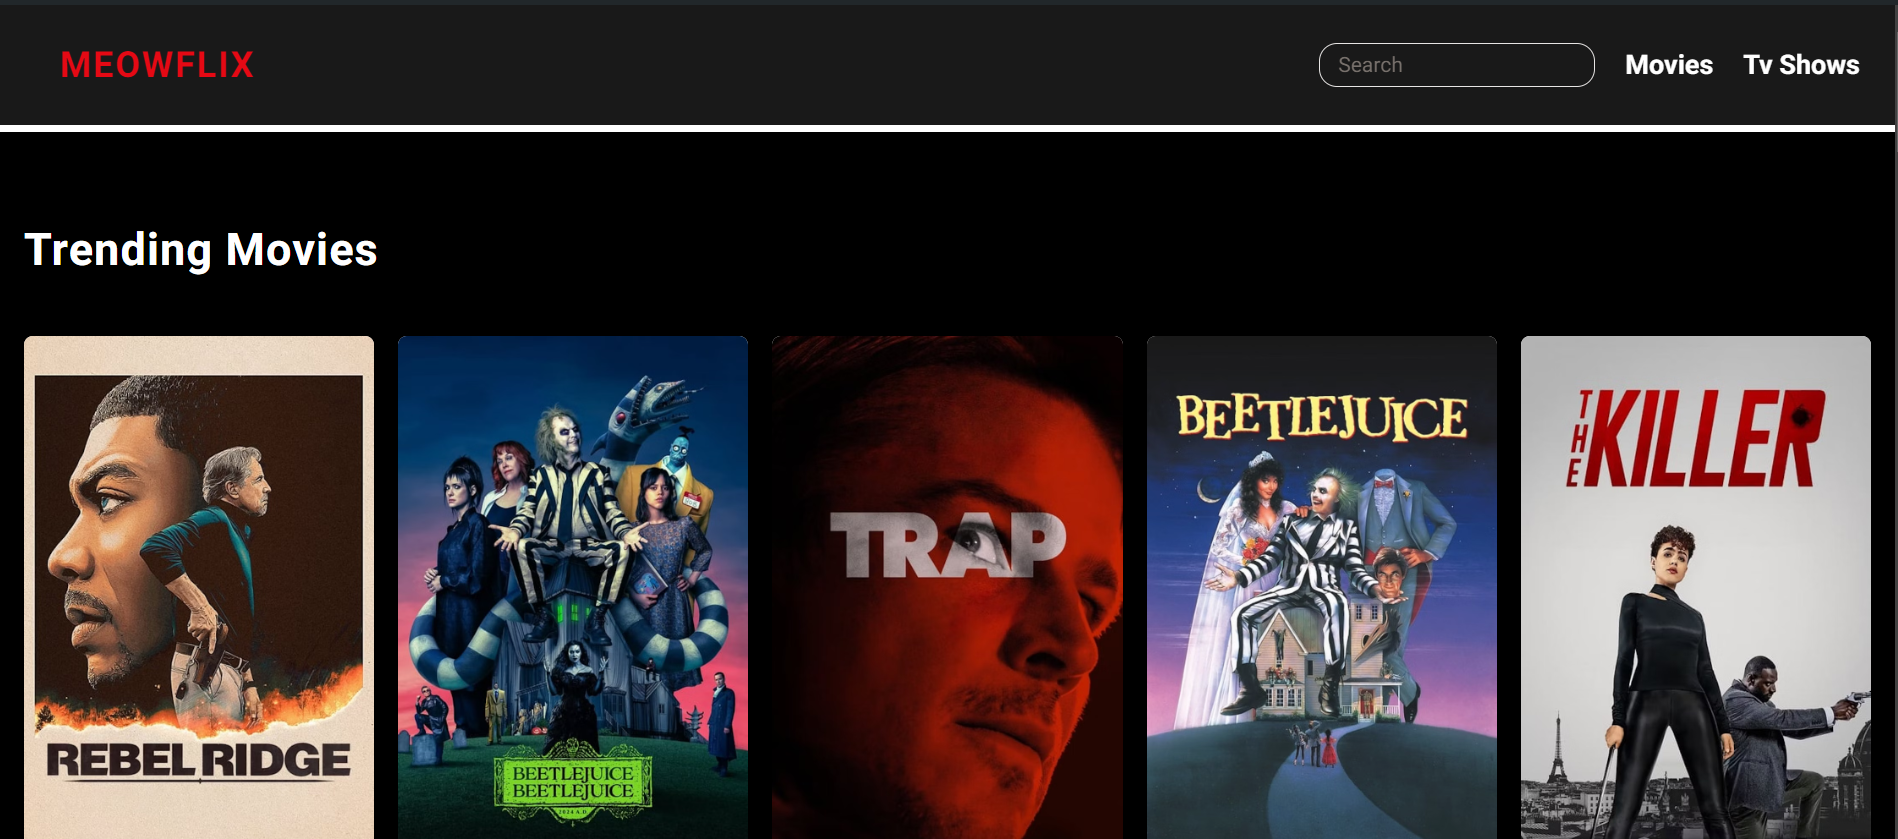 MEOWFLIX
Search
Movies
Tv Shows
Trending Movies
REBEL RIDGE
BEETLEJUICE
BEETLEJUICE
TRAP
BEETLEJUICE
THE
KILLER